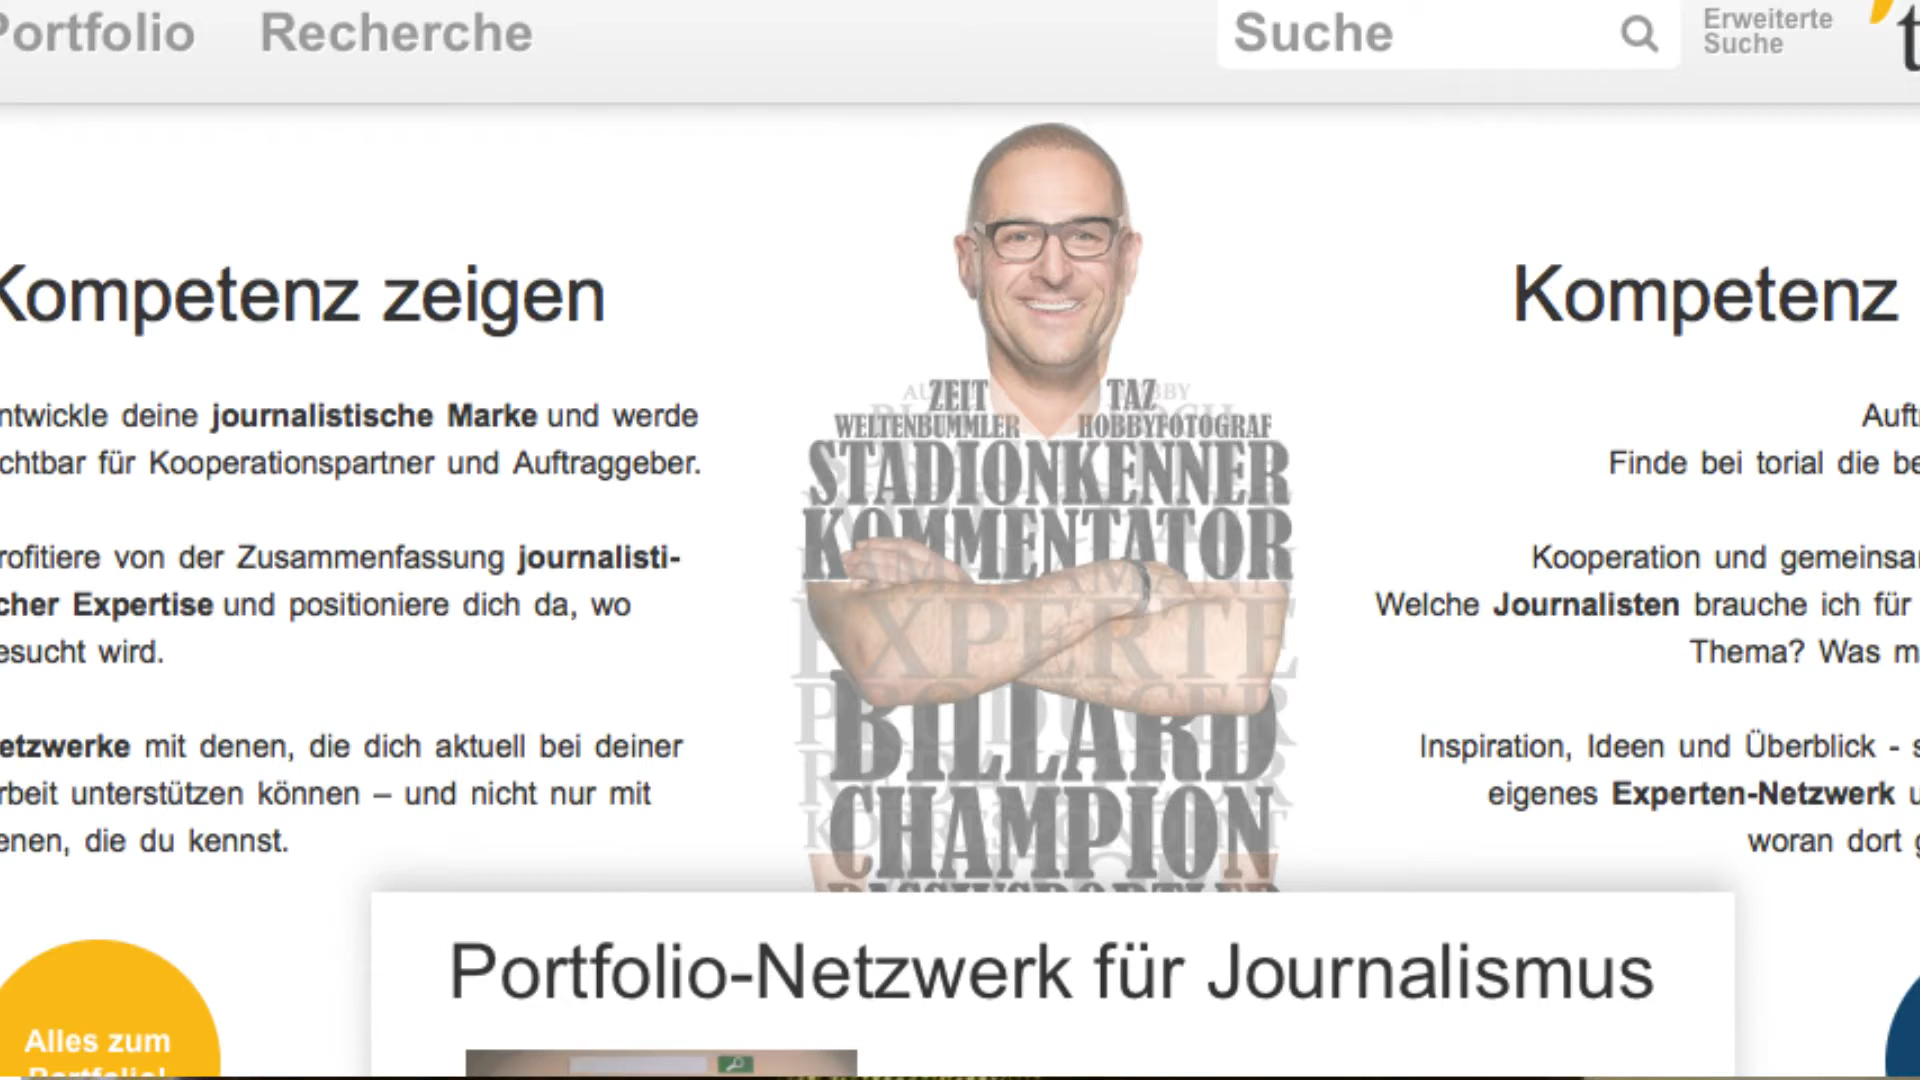 Portfolio
Recherche
Suche
Erweiterte
Suche
Kompetenz zeigen
ntwickle deine journalistische Marke und werde
chtbar für Kooperationspartner und Auftraggeber.
rofitiere von der Zusammenfassung journalisti-
cher Expertise und positioniere dich da, wo
esucht wird.
etzwerke mit denen, die dich aktuell bei deiner
rbeit unterstützen können – und nicht nur mit
enen, die du kennst.
ZEIT TAZ
WELTENBUMMLER HOBBYFOTOGRAF
STADIONKENNER
KOMMENTATOR
EXPERTE
PRODUCER
BILLARD
CHAMPION
Kompetenz
Auft
Finde bei torial die be
Kooperation und gemeinsa
Welche Journalisten brauche ich für
Thema? Was m
Inspiration, Ideen und Überblick - s
eigenes Experten-Netzwerk u
woran dort g
Alles zum
Portfolio!
Portfolio-Netzwerk für Journalismus